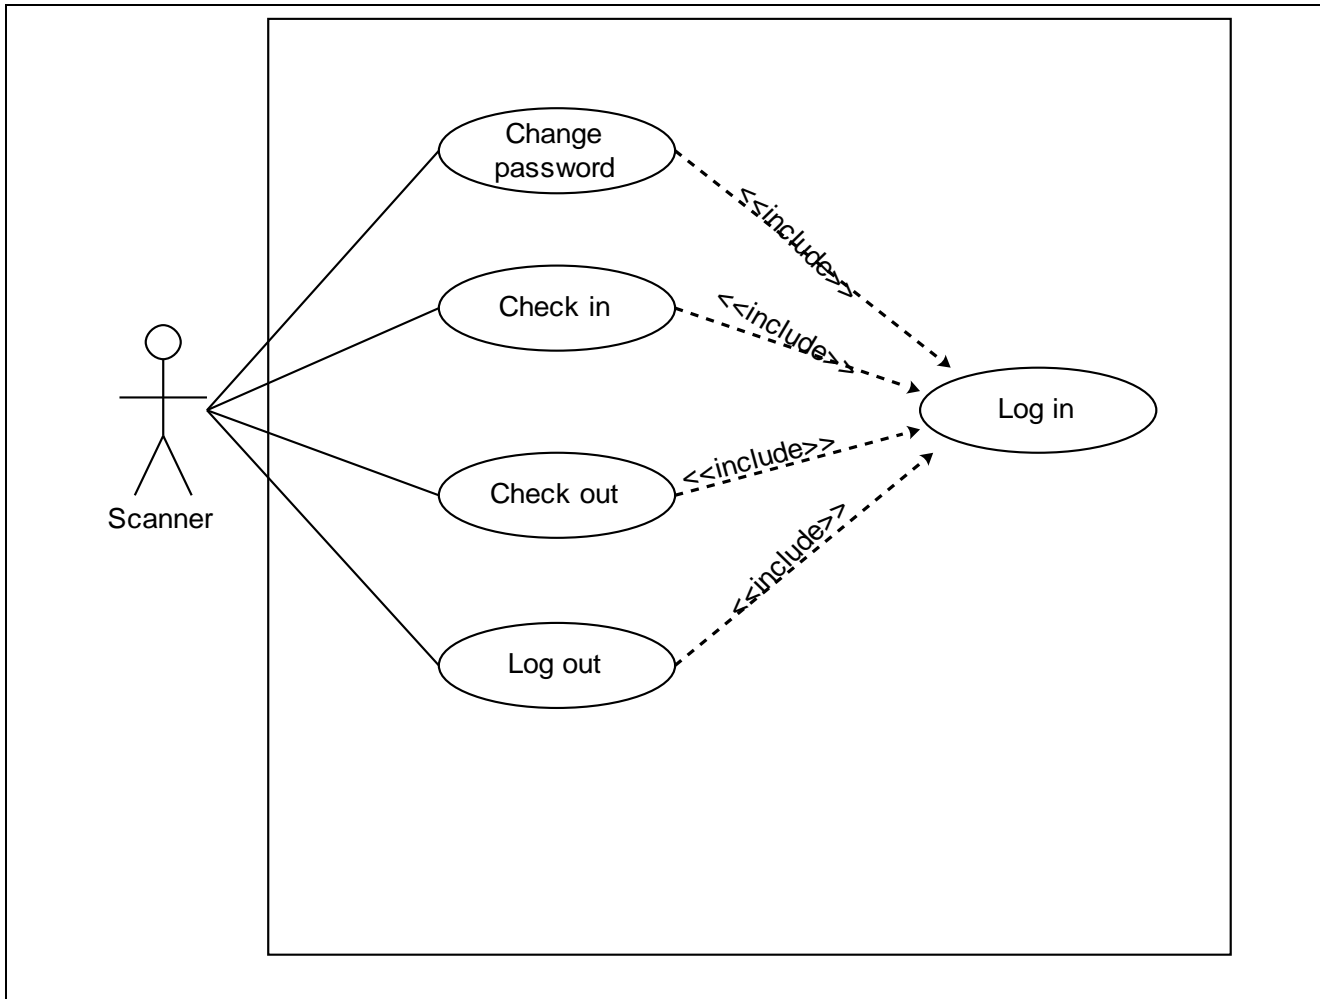 Change
password
<<include>>
Check in
<<include>>
Log in
Check out
<<include>>
Scanner
<<include>>
Log out